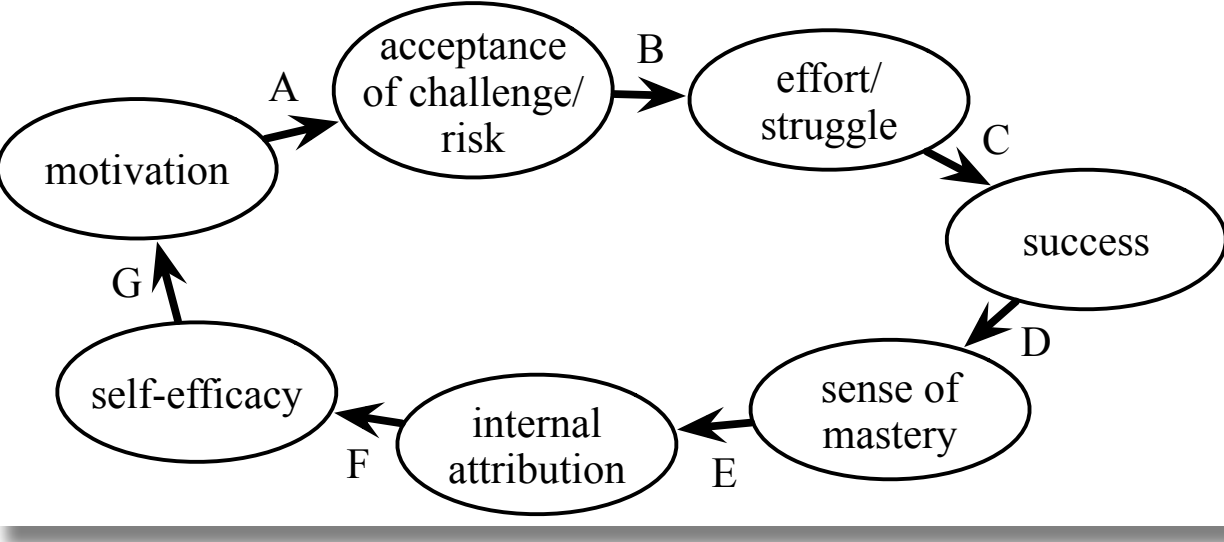 acceptance
of challenge/
risk
B
effort/
struggle
A
C
motivation
success
G
D
self-efficacy
sense of
mastery
internal
attribution
F
E